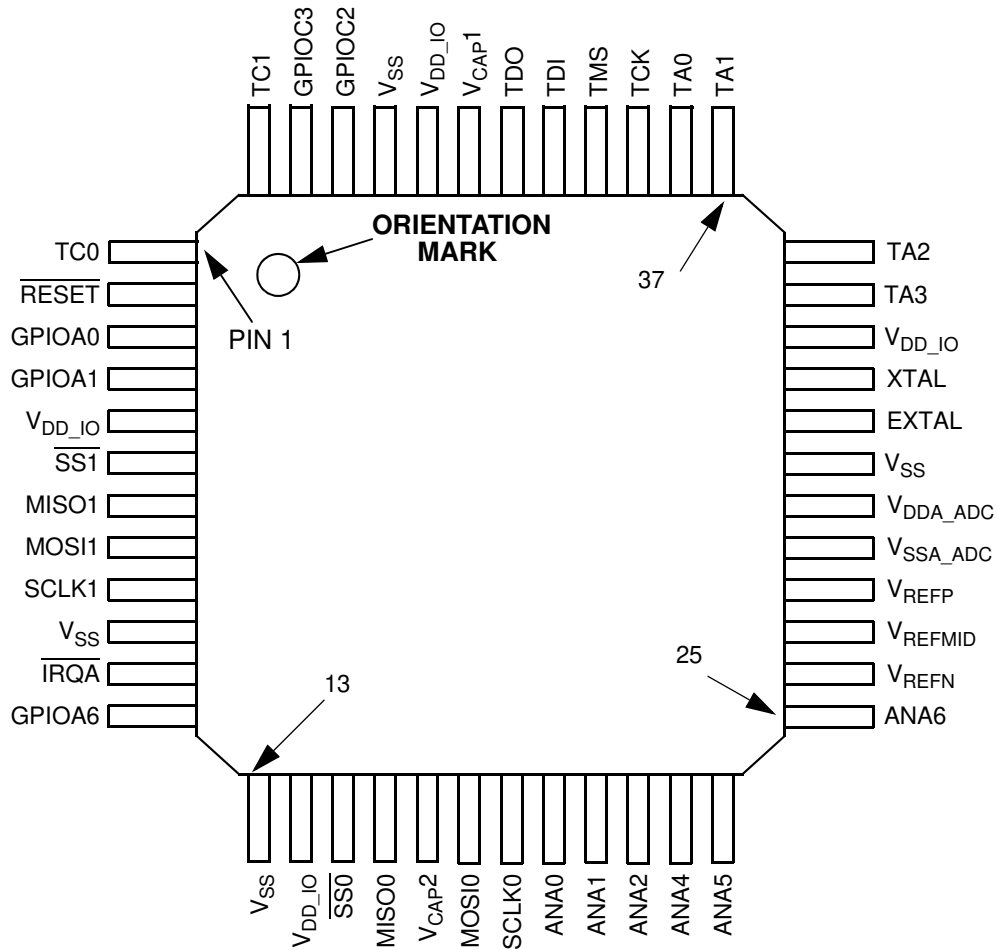 TC1
GPIOC3
GPIOC2
VSS
VDD_IO
VCAP1
TDO
TDI
TMS
TCK
TA0
TA1
ORIENTATION
MARK
37
PIN 1
TC0
RESET
GPIOA0
GPIOA1
VDD_IO
SS1
MISO1
MOSI1
SCLK1
VSS
IRQA
GPIOA6
TA2
TA3
VDD_IO
XTAL
EXTAL
VSS
VDDA_ADC
VSSA_ADC
VREFP
VREFMID
VREFN
ANA6
13
25
VSS
VDD_IO
SS0
MISO0
VCAP2
MOSI0
SCLK0
ANA0
ANA1
ANA2
ANA4
ANA5